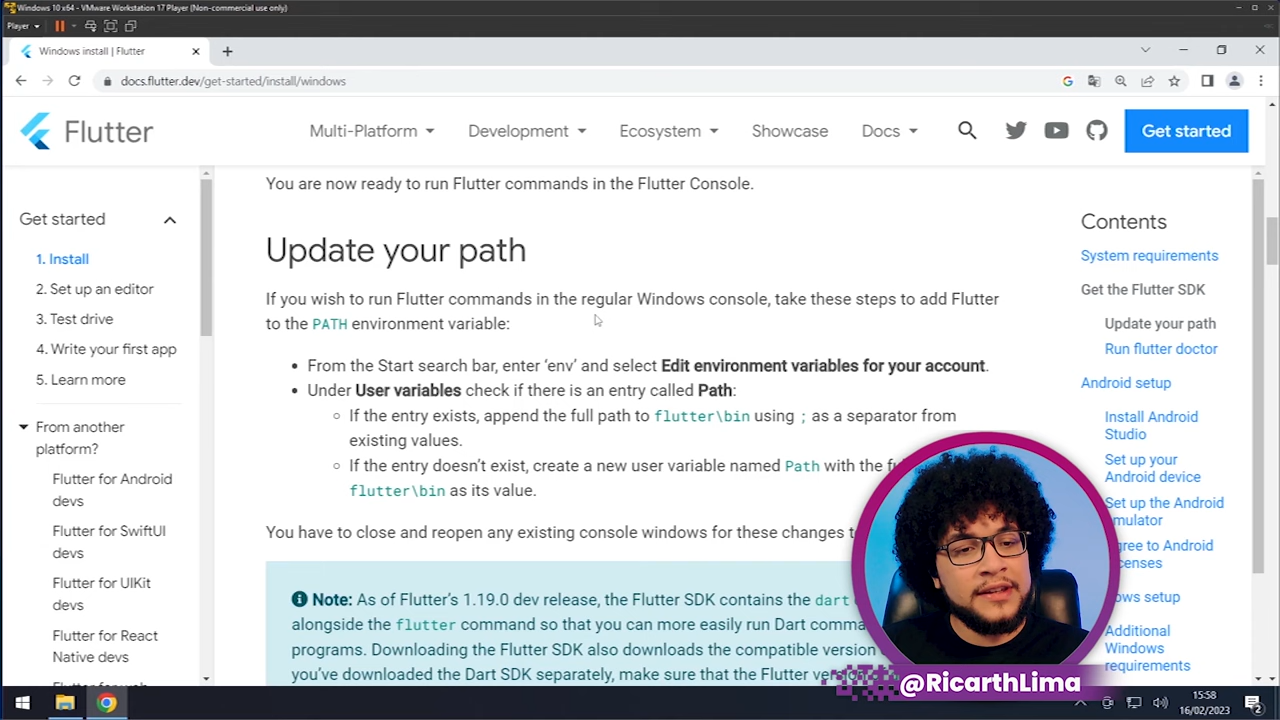 Windows 10 x64 - VMware Workstation 17 Player (Non-commercial use only)
Player
Windows install | Flutter
docs.flutter.dev/get-started/install/windows
Flutter
Multi-Platform
Development
Ecosystem
Showcase
Docs
Get started
Get started
1. Install
2. Set up an editor
3. Test drive
4. Write your first app
5. Learn more
From another
platform?
Flutter for Android
devs
Flutter for SwiftUI
devs
Flutter for UIKit
devs
Flutter for React
Native devs
You are now ready to run Flutter commands in the Flutter Console.
Update your path
If you wish to run Flutter commands in the regular Windows console, take these steps to add Flutter
to the PATH environment variable:
• From the Start search bar, enter ‘env’ and select Edit environment variables for your account.
• Under User variables check if there is an entry called Path:
○ If the entry exists, append the full path to flutter\bin using ; as a separator from
existing values.
○ If the entry doesn’t exist, create a new user variable named Path with the
flutter\bin as its value.
You have to close and reopen any existing console windows for these changes
Note: As of Flutter’s 1.19.0 dev release, the Flutter SDK contains the dart
alongside the flutter command so that you can more easily run Dart
programs. Downloading the Flutter SDK also downloads the compatible version
you’ve downloaded the Dart SDK separately, make sure that the Flutter
Contents
System requirements
Get the Flutter SDK
Update your path
Run flutter doctor
Android setup
Install Android
Studio
Set up your
Android device
Set up the Android
to Android
setup
Additional
Windows
requirements
@RicarthLima
15:58
16/02/2023
2